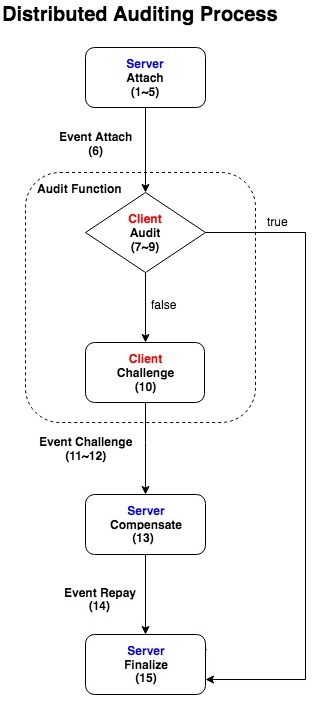 Distributed Auditing Process
Server
Attach
(1~5)
Event Attach
(6)
Audit Function
Client
Audit
(7~9)
true
false
Client
Challenge
(10)
Event Challenge
(11~12)
Server
Compensate
(13)
Event Repay
(14)
Server
Finalize
(15)